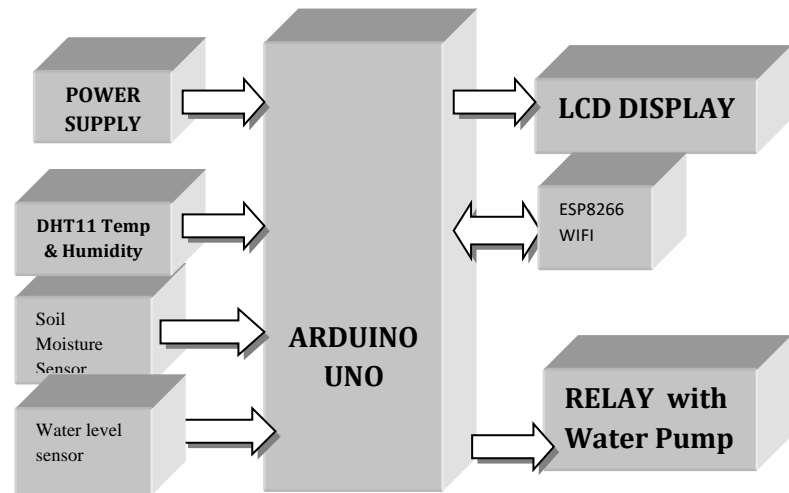 POWER
SUPPLY
DHT11 Temp
& Humidity
Soil
Moisture
Sensor
Water level
sensor
ARDUINO
UNO
LCD DISPLAY
ESP8266
WIFI
RELAY with
Water Pump